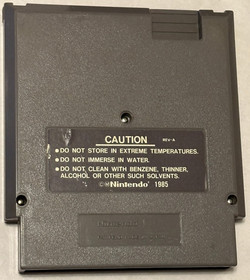 CAUTION REV-A
• DO NOT STORE IN EXTREME TEMPERATURES.
• DO NOT IMMERSE IN WATER.
• DO NOT CLEAN WITH BENZENE, THINNER,
ALCOHOL OR OTHER SUCH SOLVENTS.
©Nintendo® 1985